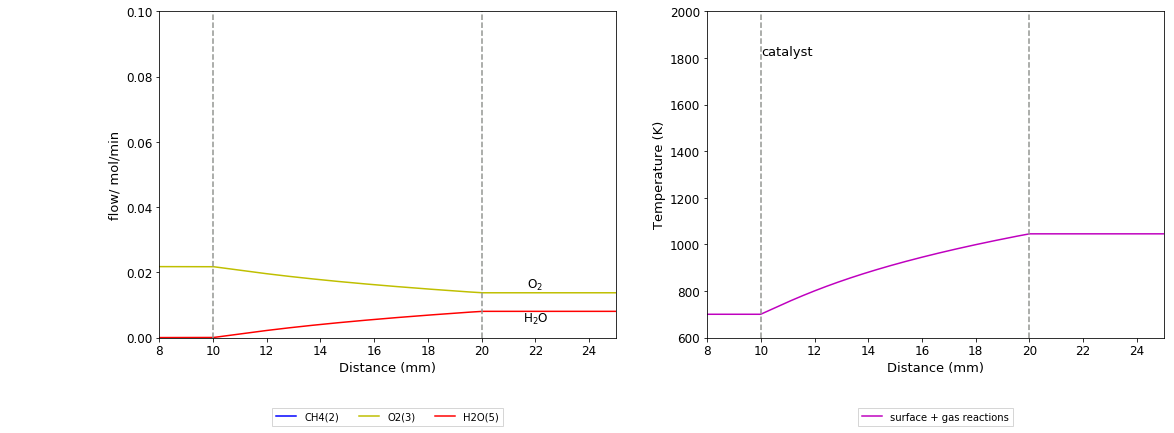 0.10
0.08
0.06
0.04
0.02
0.00
flow/ mol/min
O2
H2O
8 10 12 14 16 18 20 22 24
Distance (mm)
CH4(2) O2(3) H2O(5)
2000
1800
1600
1400
1200
1000
800
600
Temperature (K)
catalyst
8 10 12 14 16 18 20 22 24
Distance (mm)
surface + gas reactions